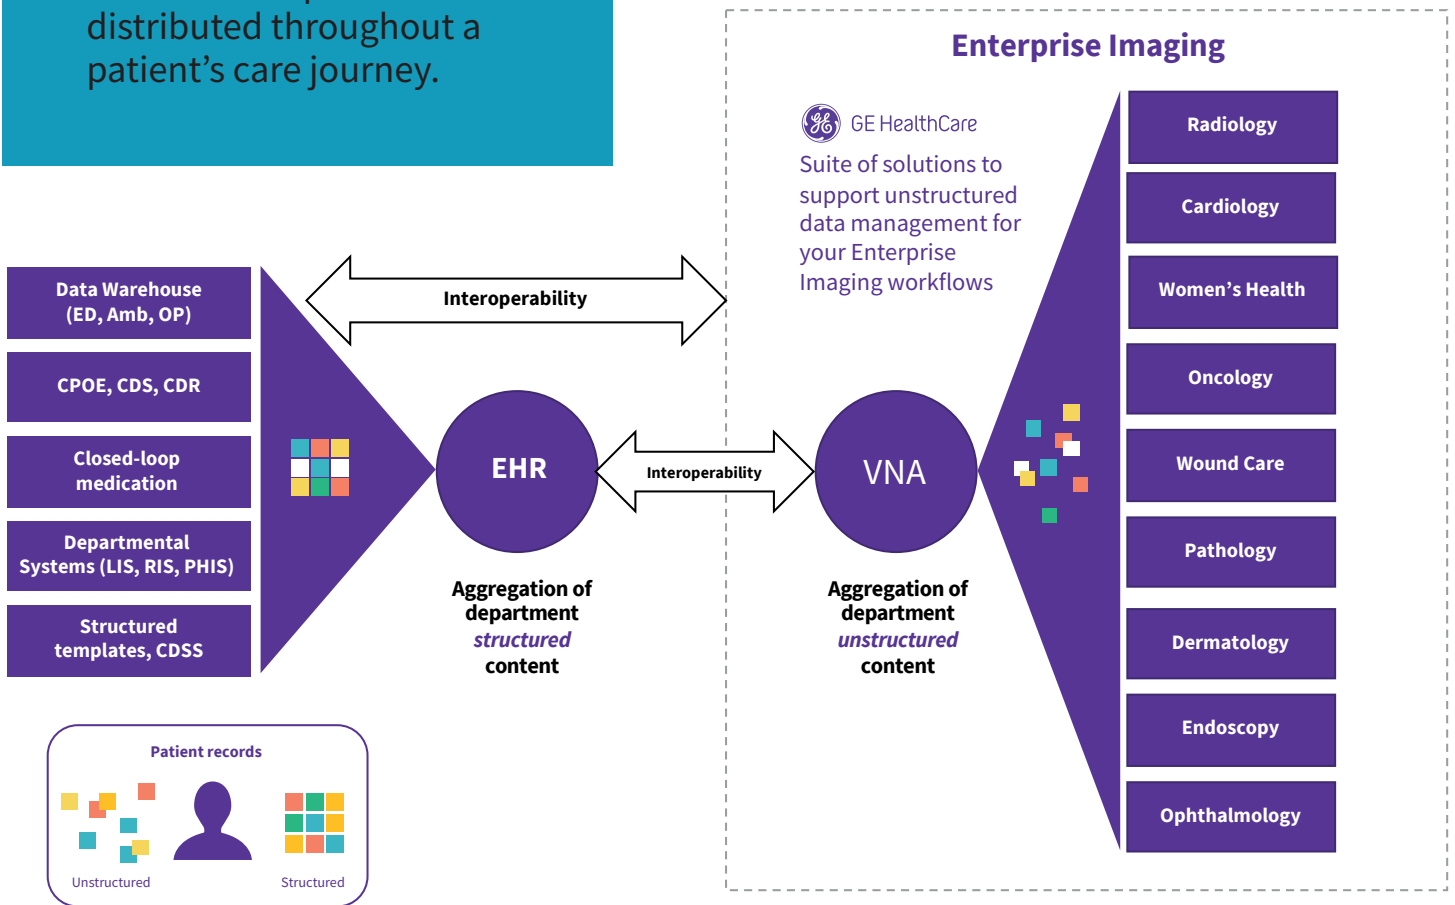 distributed throughout a
patient’s care journey.
Enterprise Imaging
GE HealthCare
Suite of solutions to
support unstructured
data management for
your Enterprise
Imaging workflows
Data Warehouse
(ED, Amb, OP)
CPOE, CDS, CDR
Closed-loop
medication
Departmental
Systems (LIS, RIS, PHIS)
Structured
templates, CDSS
Interoperability
EHR
Interoperability
VNA
Aggregation of
department
structured
content
Aggregation of
department
unstructured
content
Radiology
Cardiology
Women’s Health
Oncology
Wound Care
Pathology
Dermatology
Endoscopy
Ophthalmology
Patient records
Unstructured
Structured